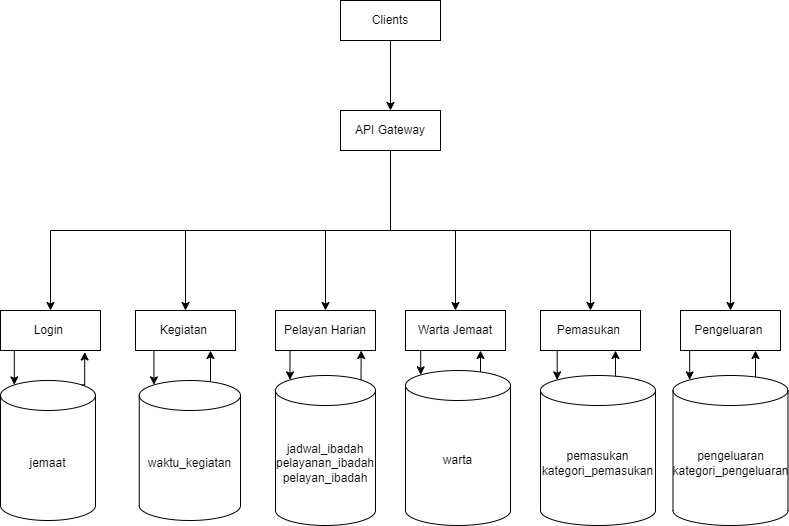 Clients
API Gateway
Login
Kegiatan
Pelayan Harian
Warta Jemaat
Pemasukan
Pengeluaran
jemaat
waktu_kegiatan
jadwal_ibadah
pelayanan_ibadah
pelayan_ibadah
warta
pemasukan
kategori_pemasukan
pengeluaran
kategori_pengeluaran